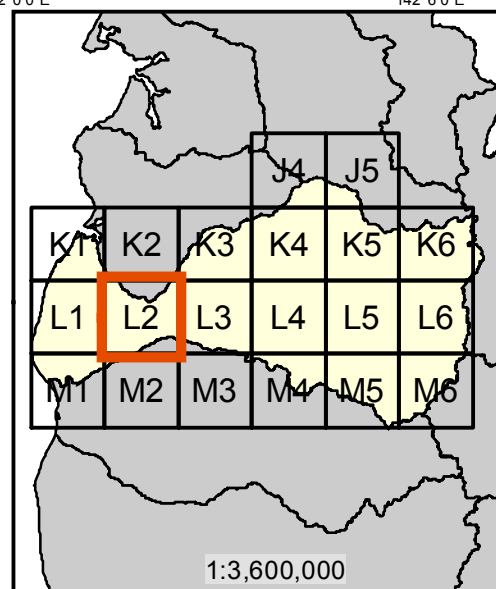 142°6'0"E
J4 J5
K1 K2 K3 K4 K5 K6
L1 L2 L3 L4 L5 L6
M1 M2 M3 M4 M5 M6
1:3,600,000